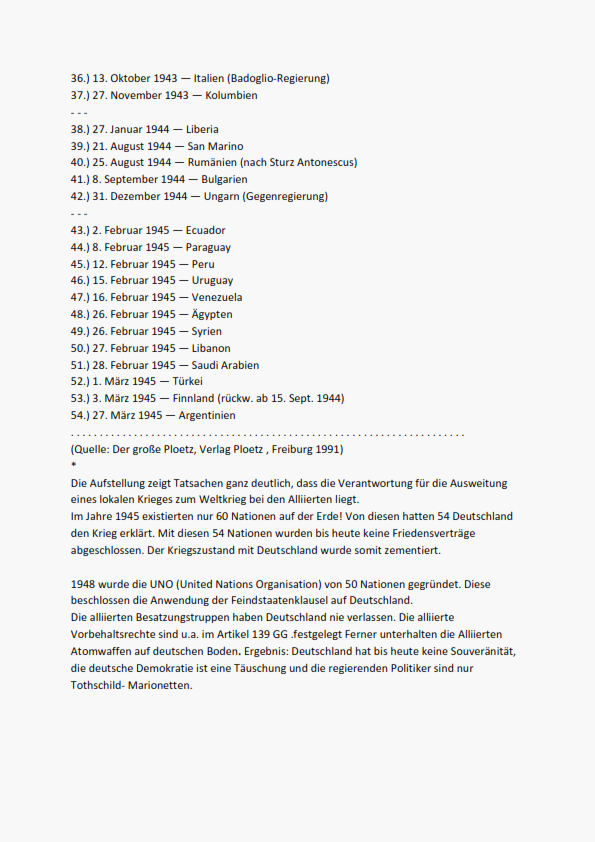 36.) 13. Oktober 1943 — Italien (Badoglio-Regierung)
37.) 27. November 1943 — Kolumbien
- - -
38.) 27. Januar 1944 — Liberia
39.) 21. August 1944 — San Marino
40.) 25. August 1944 — Rumänien (nach Sturz Antonescus)
41.) 8. September 1944 — Bulgarien
42.) 31. Dezember 1944 — Ungarn (Gegenregierung)
- - -
43.) 2. Februar 1945 — Ecuador
44.) 8. Februar 1945 — Paraguay
45.) 12. Februar 1945 — Peru
46.) 15. Februar 1945 — Uruguay
47.) 16. Februar 1945 — Venezuela
48.) 26. Februar 1945 — Ägypten
49.) 26. Februar 1945 — Syrien
50.) 27. Februar 1945 — Libanon
51.) 28. Februar 1945 — Saudi Arabien
52.) 1. März 1945 — Türkei
53.) 3. März 1945 — Finnland (rückw. ab 15. Sept. 1944)
54.) 27. März 1945 — Argentinien
. . . . . . . . . . . . . . . . . . . . . . . . . . . . . . . . . . . . . . . . . . . . . . . . . . . . . . . . . . . . . . . . . . . .
(Quelle: Der große Ploetz, Verlag Ploetz , Freiburg 1991)
*
Die Aufstellung zeigt Tatsachen ganz deutlich, dass die Verantwortung für die Ausweitung
eines lokalen Krieges zum Weltkrieg bei den Alliierten liegt.
Im Jahre 1945 existierten nur 60 Nationen auf der Erde! Von diesen hatten 54 Deutschland
den Krieg erklärt. Mit diesen 54 Nationen wurden bis heute keine Friedensverträge
abgeschlossen. Der Kriegszustand mit Deutschland wurde somit zementiert.
1948 wurde die UNO (United Nations Organisation) von 50 Nationen gegründet. Diese
beschlossen die Anwendung der Feindstaatenklausel auf Deutschland.
Die alliierten Besatzungstruppen haben Deutschland nie verlassen. Die alliierte
Vorbehaltsrechte sind u.a. im Artikel 139 GG .festgelegt Ferner unterhalten die Alliierten
Atomwaffen auf deutschen Boden. Ergebnis: Deutschland hat bis heute keine Souveränität,
die deutsche Demokratie ist eine Täuschung und die regierenden Politiker sind nur
Tothschild- Marionetten.